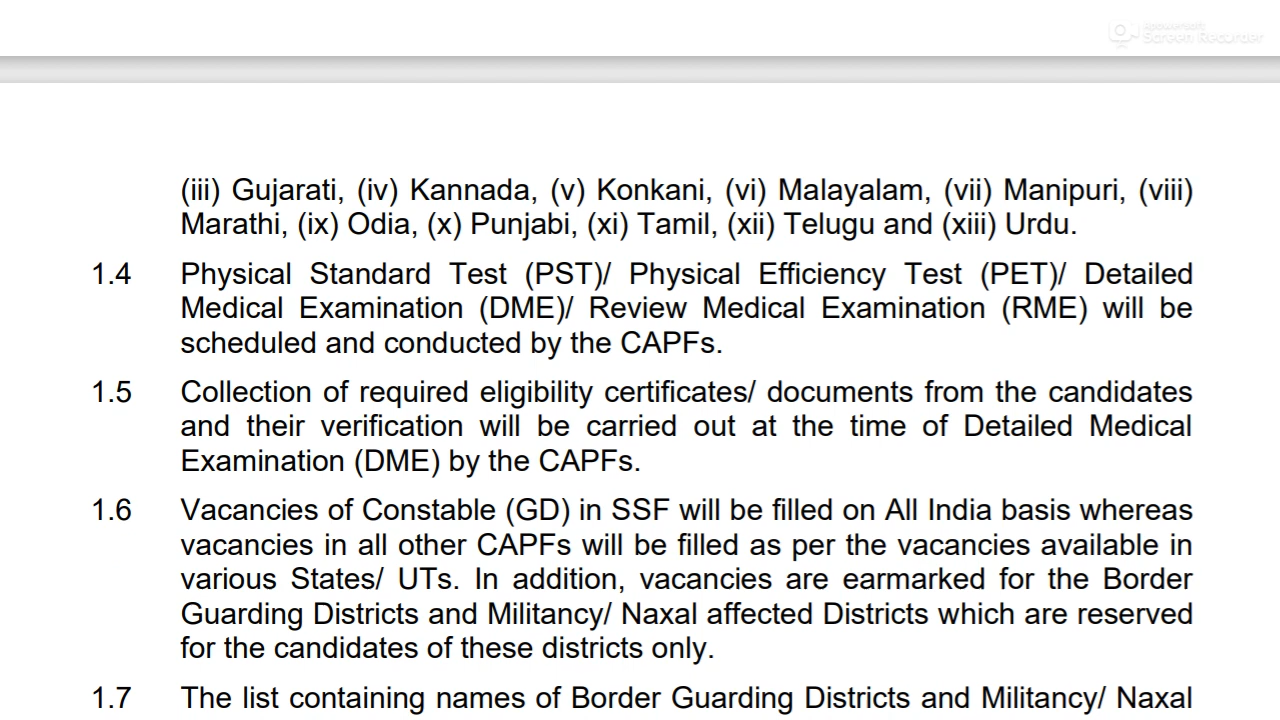 Apowersoft
Screen Recorder
(iii) Gujarati, (iv) Kannada, (v) Konkani, (vi) Malayalam, (vii) Manipuri, (viii)
Marathi, (ix) Odia, (x) Punjabi, (xi) Tamil, (xii) Telugu and (xiii) Urdu.
1.4 Physical Standard Test (PST)/ Physical Efficiency Test (PET)/ Detailed
Medical Examination (DME)/ Review Medical Examination (RME) will be
scheduled and conducted by the CAPFs.
1.5 Collection of required eligibility certificates/ documents from the candidates
and their verification will be carried out at the time of Detailed Medical
Examination (DME) by the CAPFs.
1.6 Vacancies of Constable (GD) in SSF will be filled on All India basis whereas
vacancies in all other CAPFs will be filled as per the vacancies available in
various States/ UTs. In addition, vacancies are earmarked for the Border
Guarding Districts and Militancy/ Naxal affected Districts which are reserved
for the candidates of these districts only.
1.7 The list containing names of Border Guarding Districts and Militancy/ Naxal